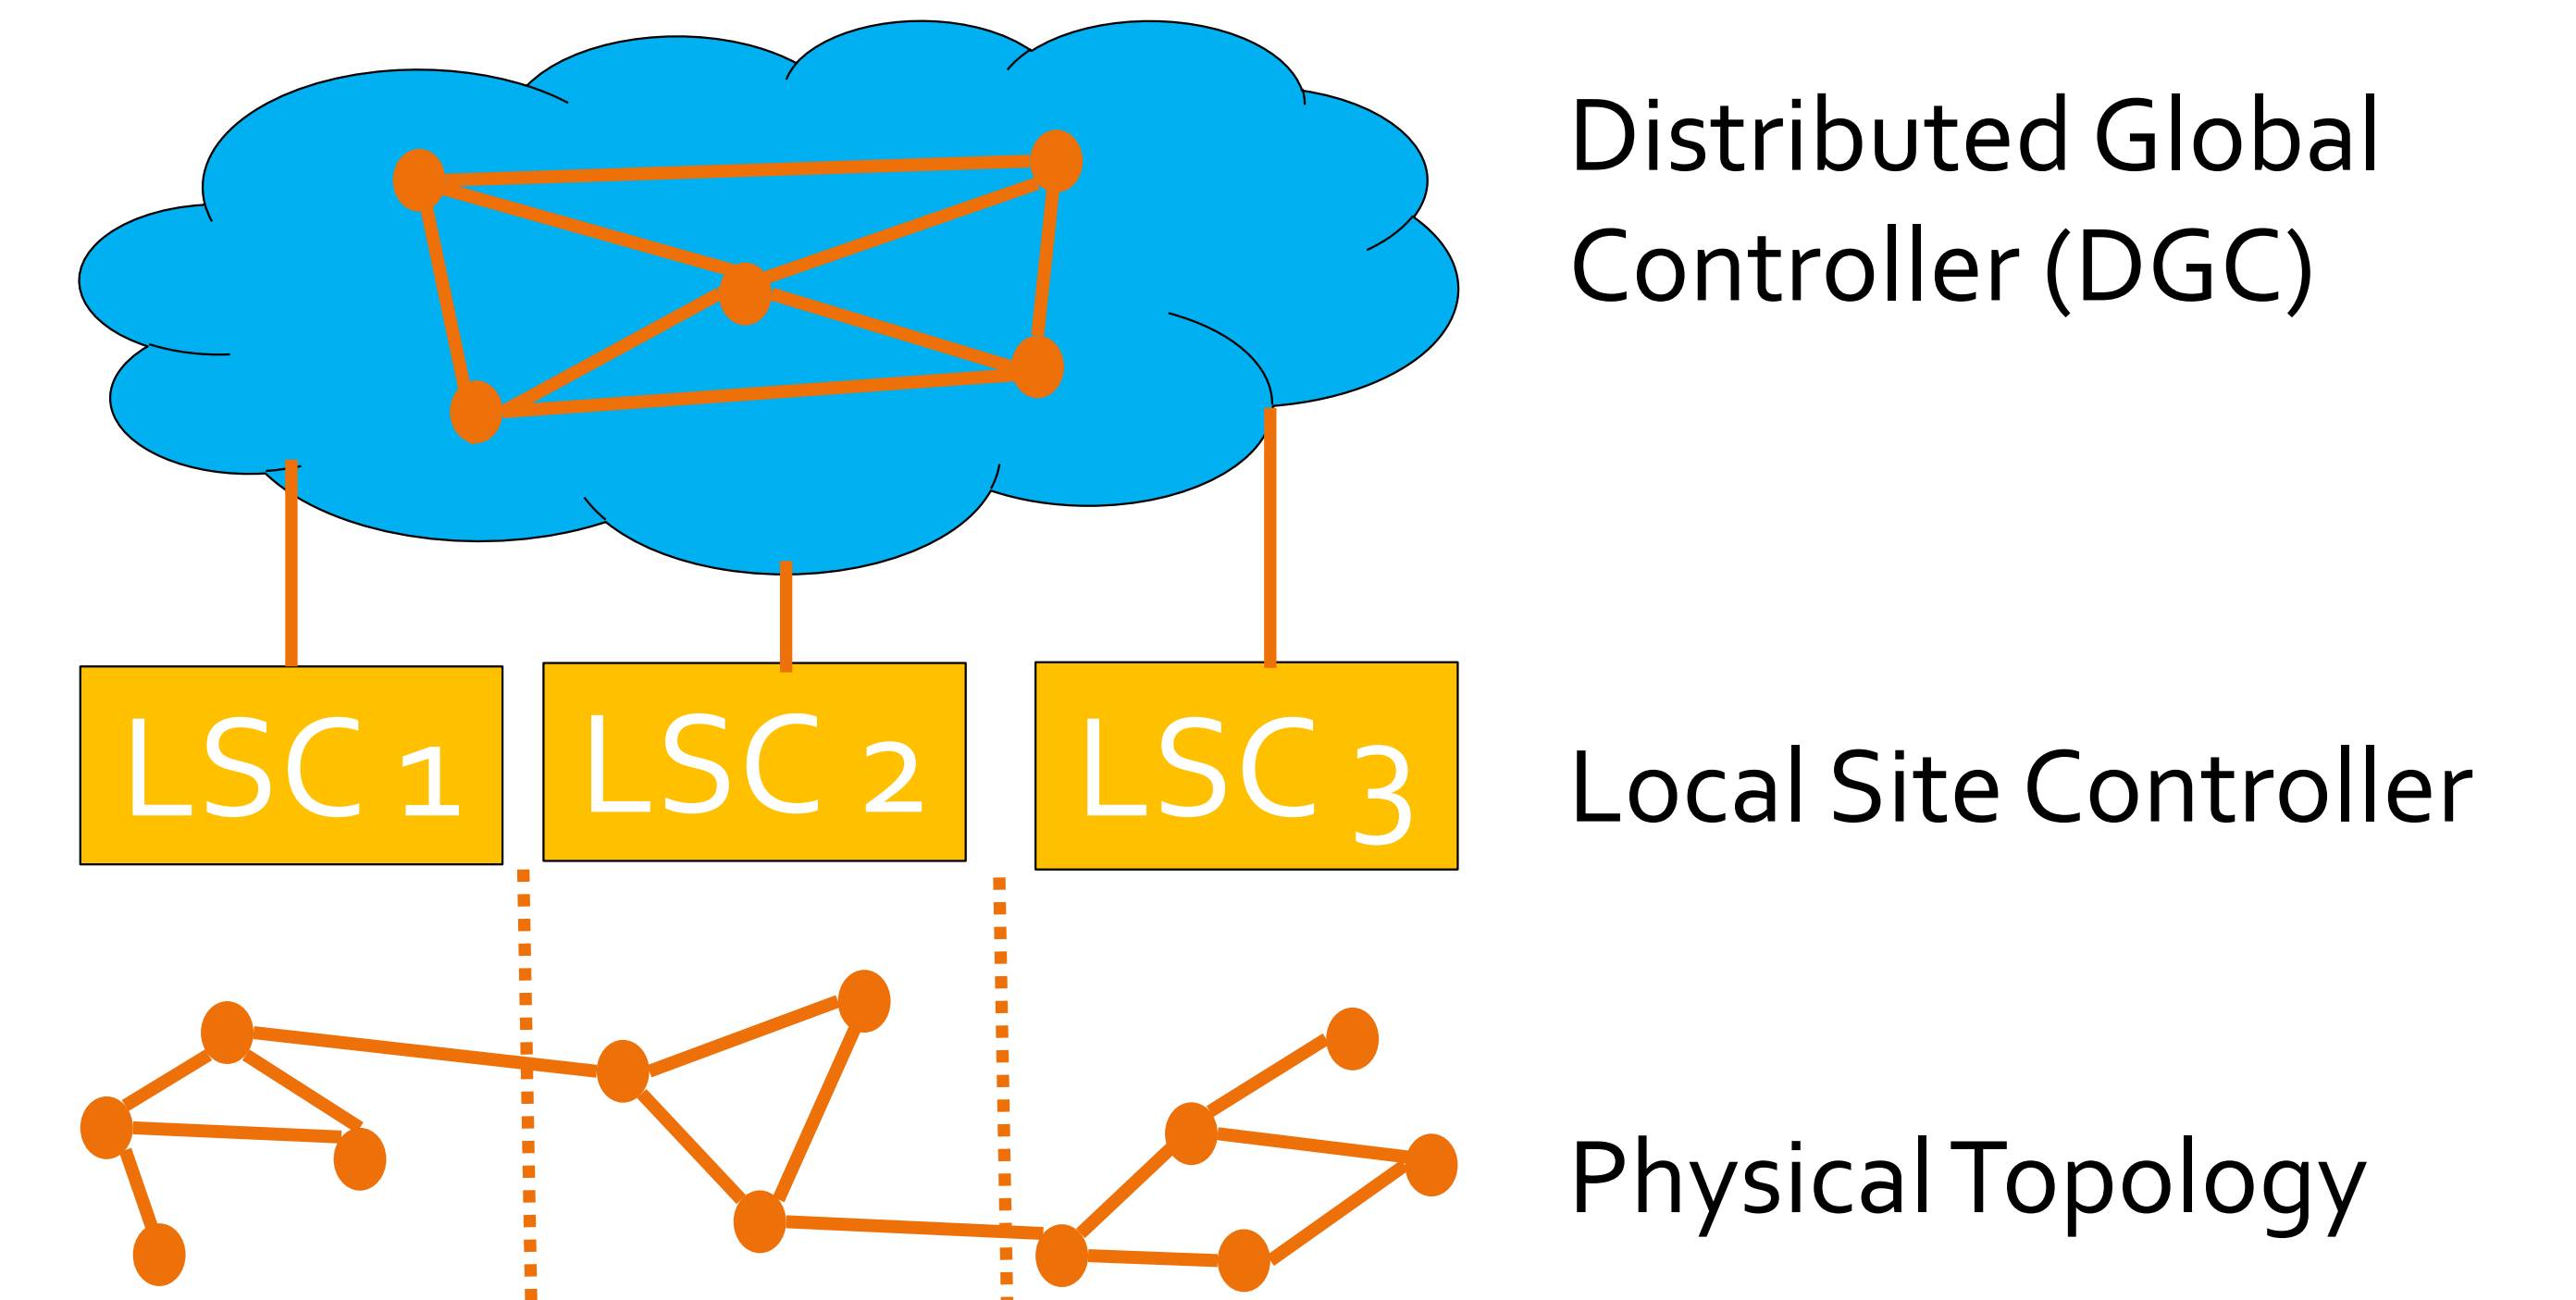 Distributed Global
Controller (DGC)
LSC 1
LSC 2
LSC 3
Local Site Controller
Physical Topology